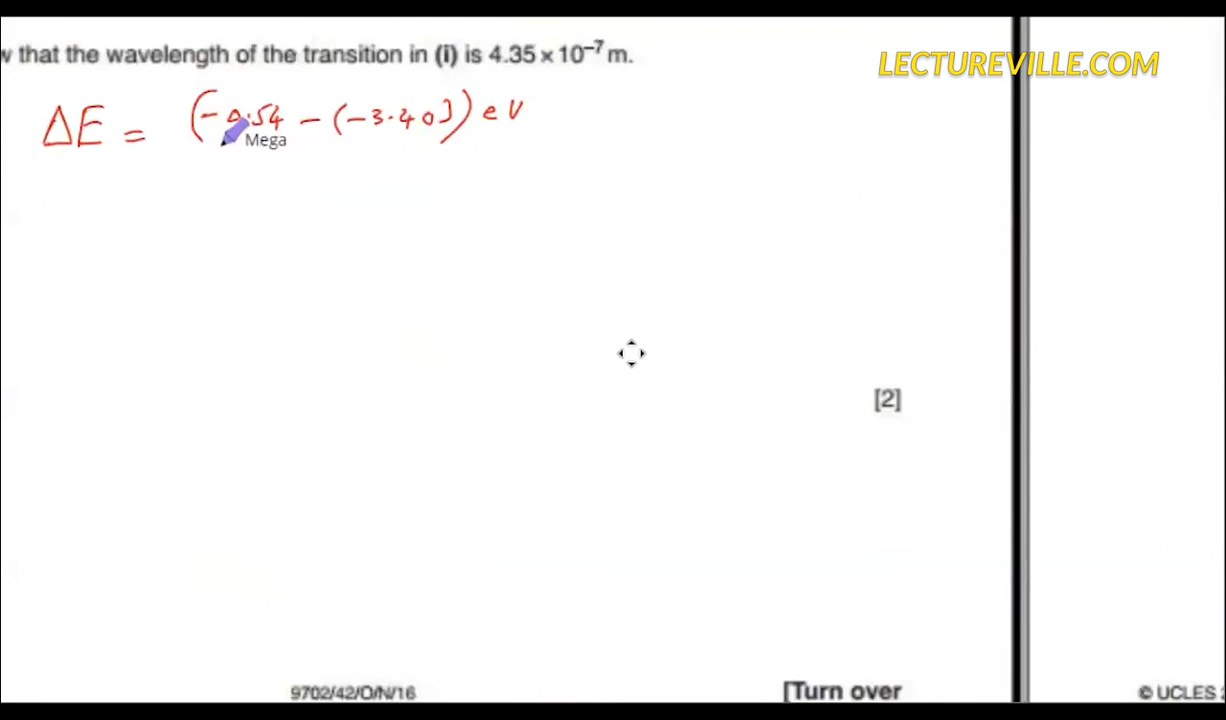 w that the wavelength of the transition in (i) is 4.35 × 10⁻⁷ m.
LECTUREVILLE.COM
ΔE = (-0.54 - (-3.40)) eV
Mega
[2]
9702/42/O/N/16
[Turn over
© UCLES 2